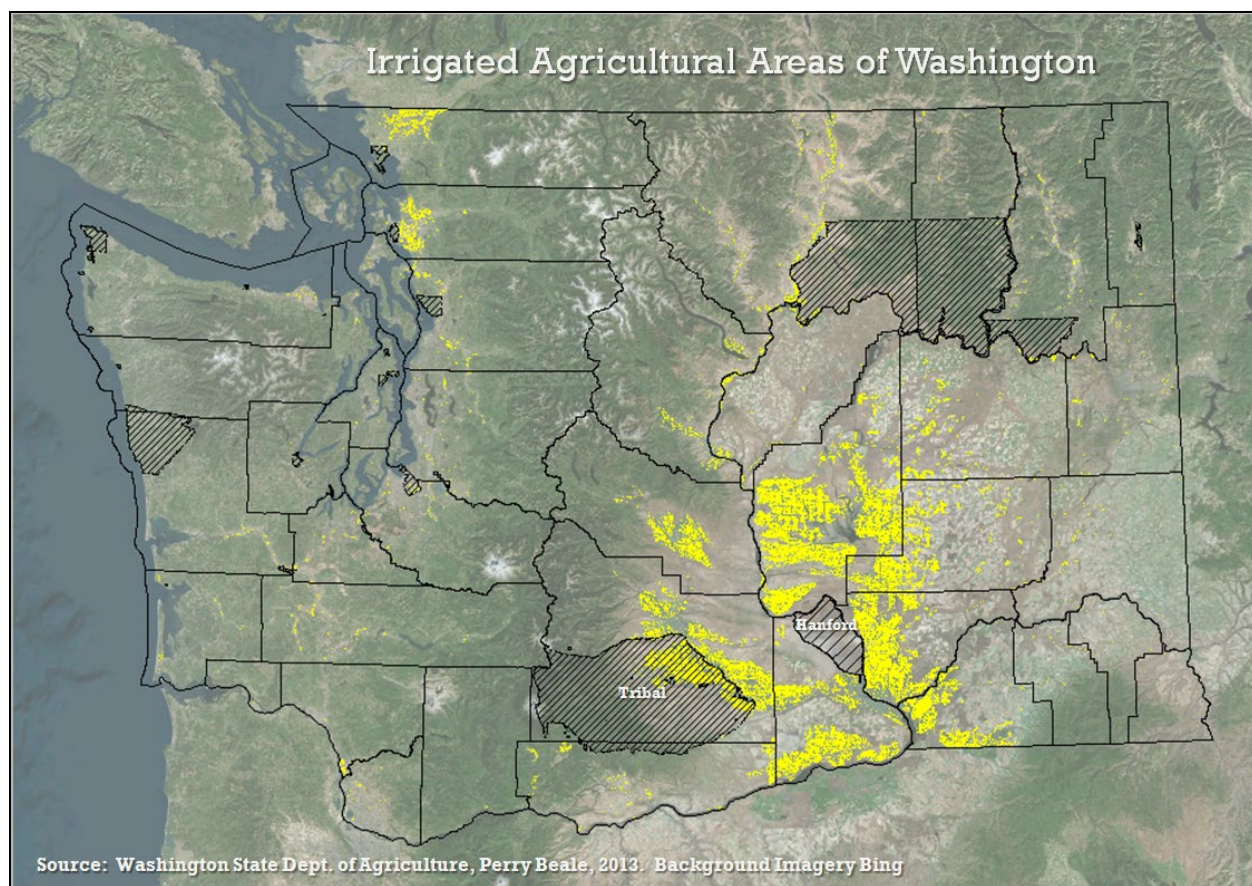 Irrigated Agricultural Areas of Washington
Hanford
Tribal
Source: Washington State Dept. of Agriculture, Perry Beale, 2013. Background Imagery Bing